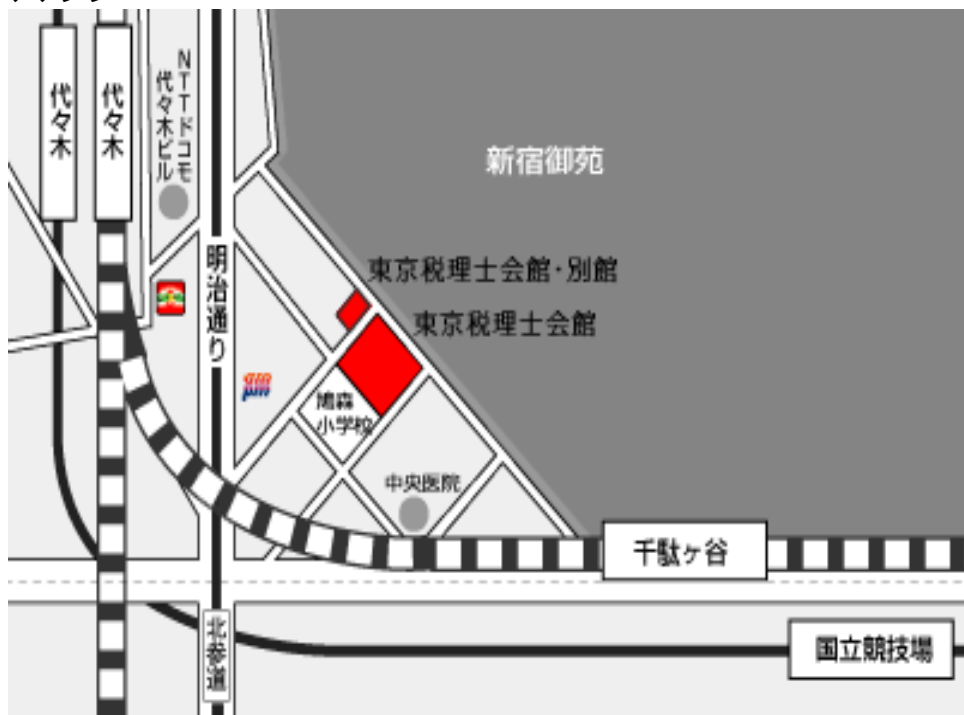 代々木
代々木
NTTドコモ
代々木ビル
新宿御苑
明治通り
東京税理士会館・別館
東京税理士会館
am
pm
鳩森
小学校
中央医院
千駄ヶ谷
北参道
国立競技場